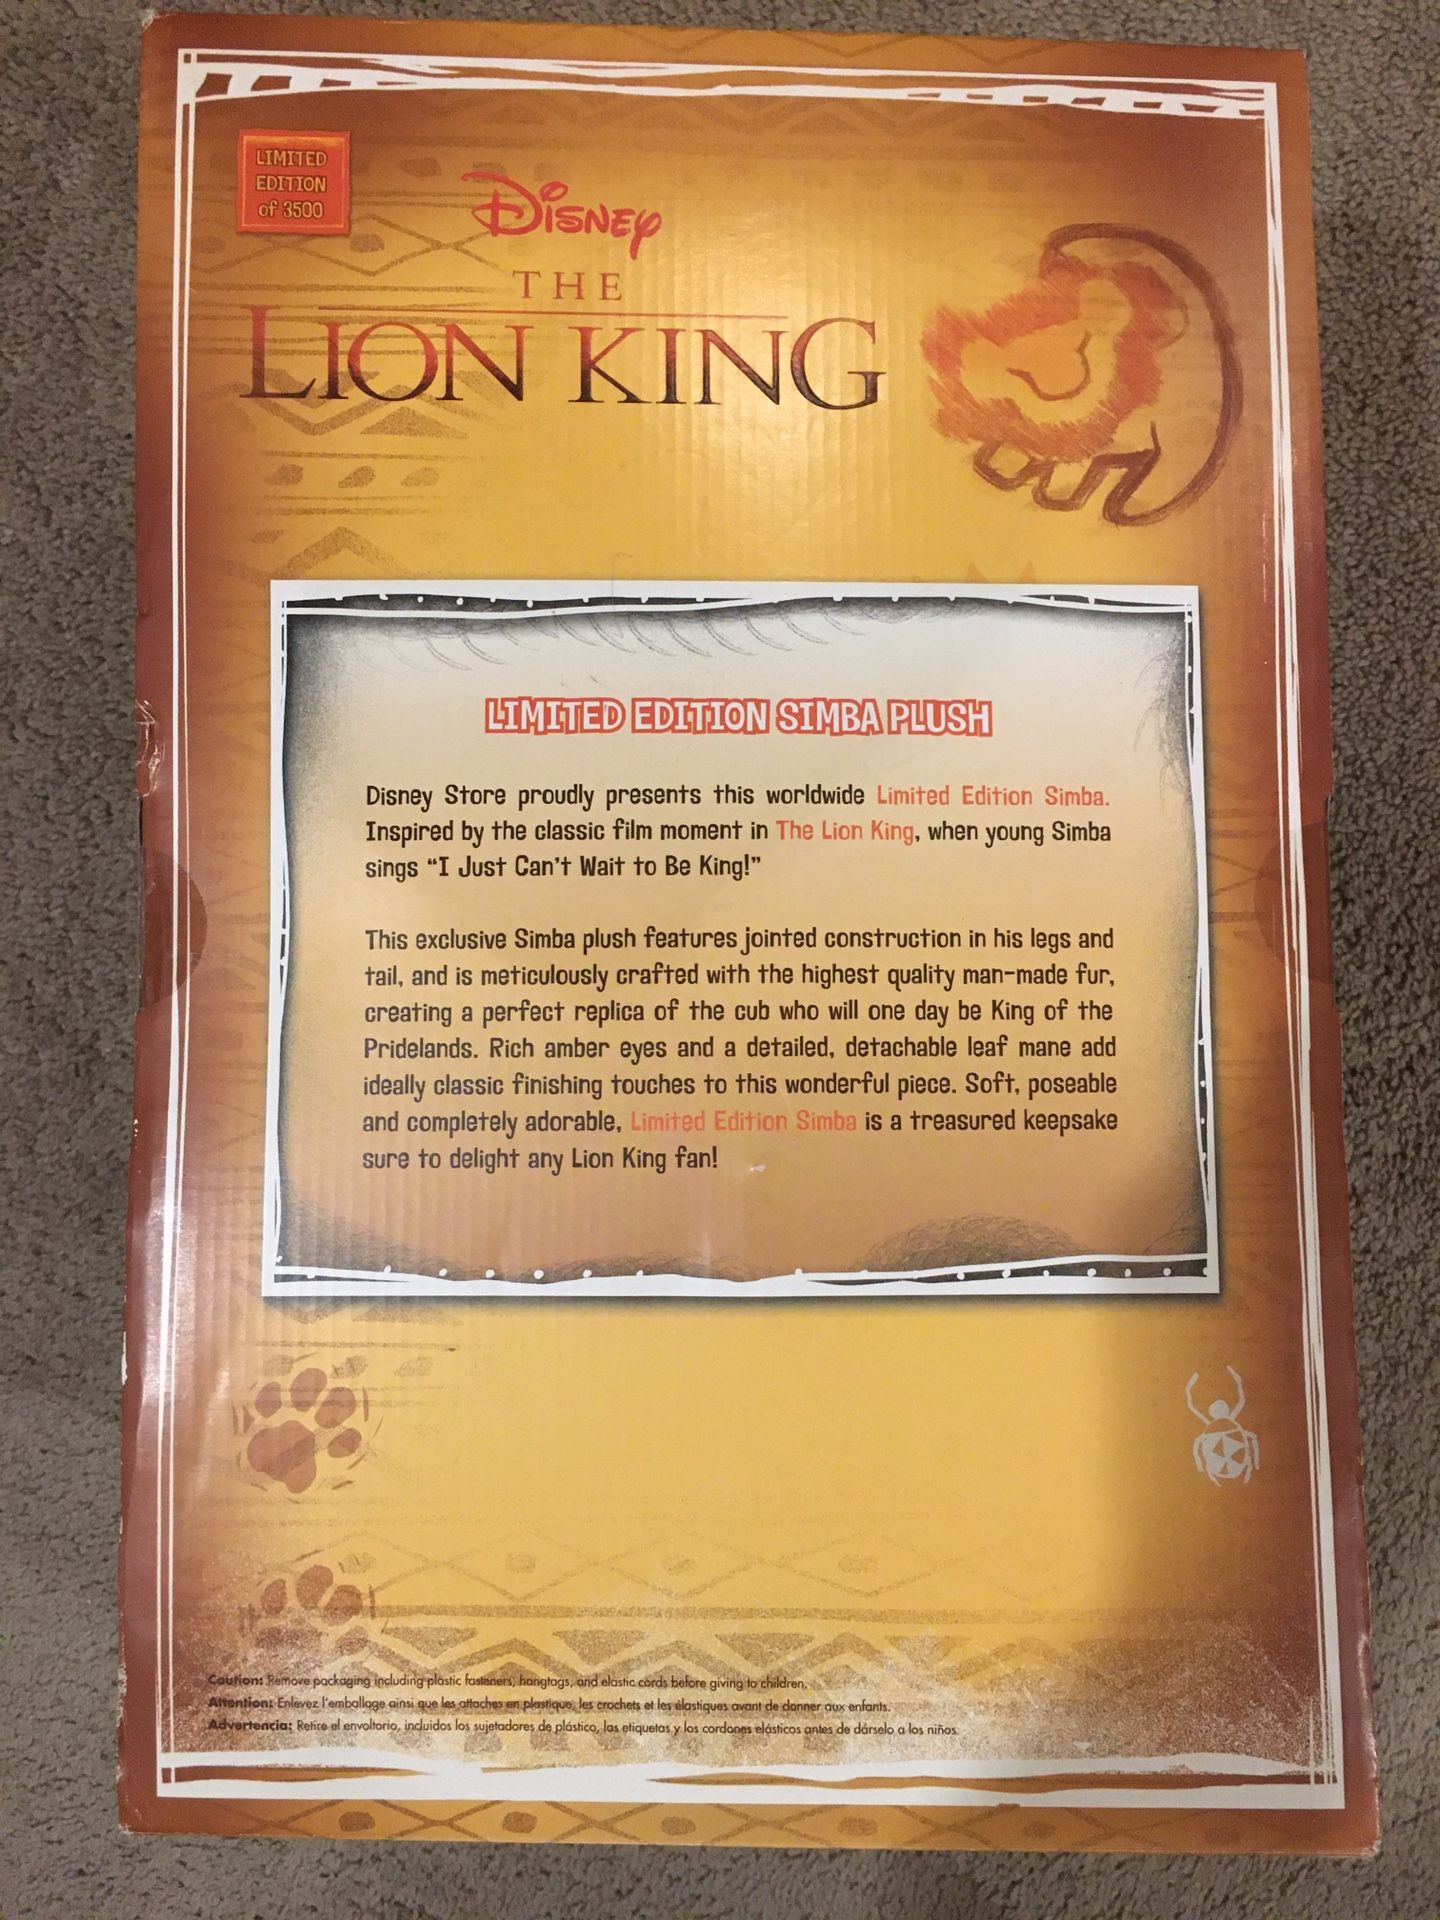 LIMITED
EDITION
of 3500
Disney
THE
LION KING
LIMITED EDITION SIMBA PLUSH
Disney Store proudly presents this worldwide Limited Edition Simba.
Inspired by the classic film moment in The Lion King, when young Simba
sings “I Just Can't Wait to Be King!”
This exclusive Simba plush features jointed construction in his legs and
tail, and is meticulously crafted with the highest quality man-made fur,
creating a perfect replica of the cub who will one day be King of the
Pridelands. Rich amber eyes and a detailed, detachable leaf mane add
ideally classic finishing touches to this wonderful piece. Soft, poseable
and completely adorable, Limited Edition Simba is a treasured keepsake
sure to delight any Lion King fan!
Caution: Remove packaging including plastic fasteners, hangtags, and elastic cords before giving to children.
Attention: Enlevez l'emballage ainsi que les attaches en plastique, les crochets et les élastiques avant de donner aux enfants.
Advertencia: Retire el envoltorio, incluidos los sujetadores de plástico, las etiquetas y los cordones elásticos antes de dárselo a los niños.